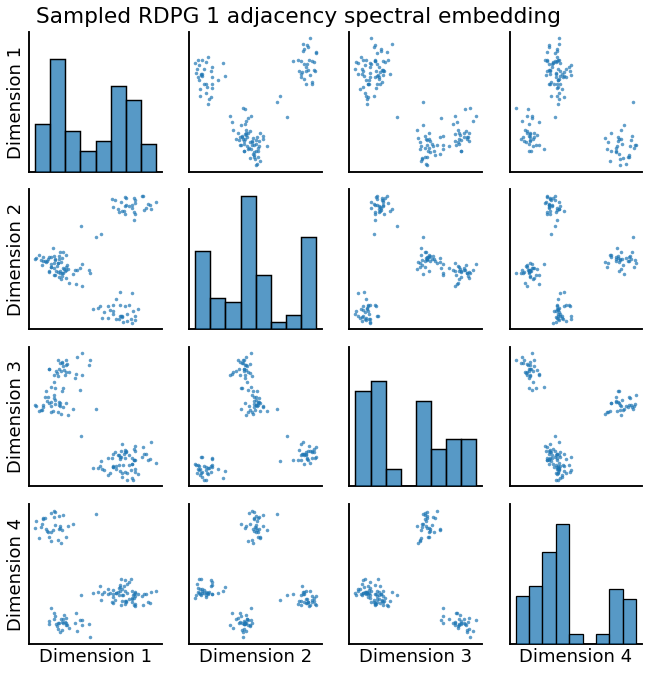 Sampled RDPG 1 adjacency spectral embedding
Dimension 1
Dimension 2
Dimension 3
Dimension 4
Dimension 1 Dimension 2 Dimension 3 Dimension 4